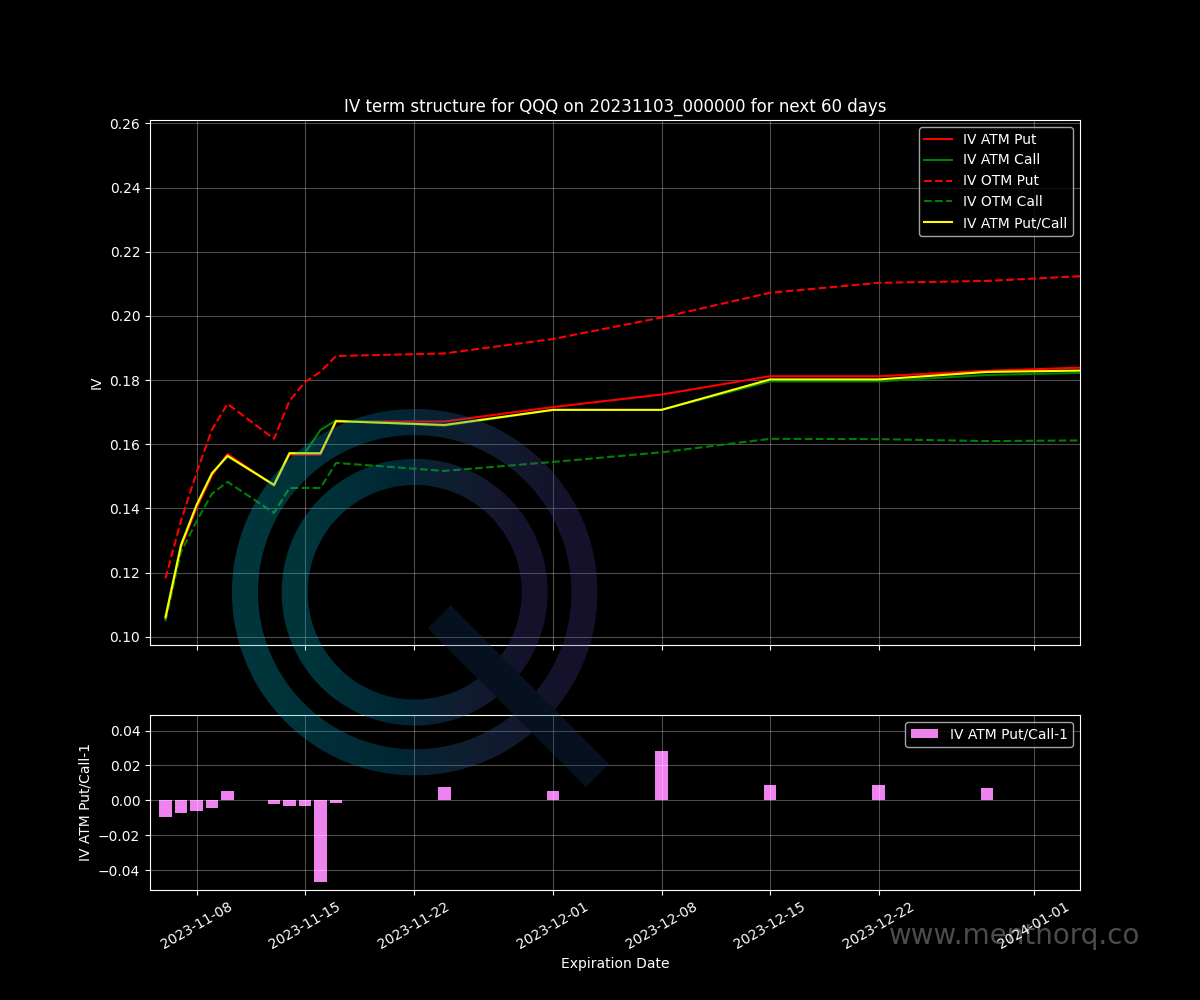 IV term structure for QQQ on 20231103_000000 for next 60 days
0.26
0.24
0.22
0.20
0.18
0.16
0.14
0.12
0.10
IV
IV ATM Put
IV ATM Call
IV OTM Put
IV OTM Call
IV ATM Put/Call
0.04
0.02
0.00
−0.02
−0.04
IV ATM Put/Call-1
IV ATM Put/Call-1
2023-11-08
2023-11-15
2023-11-22
2023-12-01
2023-12-08
2023-12-15
2023-12-22
2024-01-01
www.menthorq.co
Expiration Date